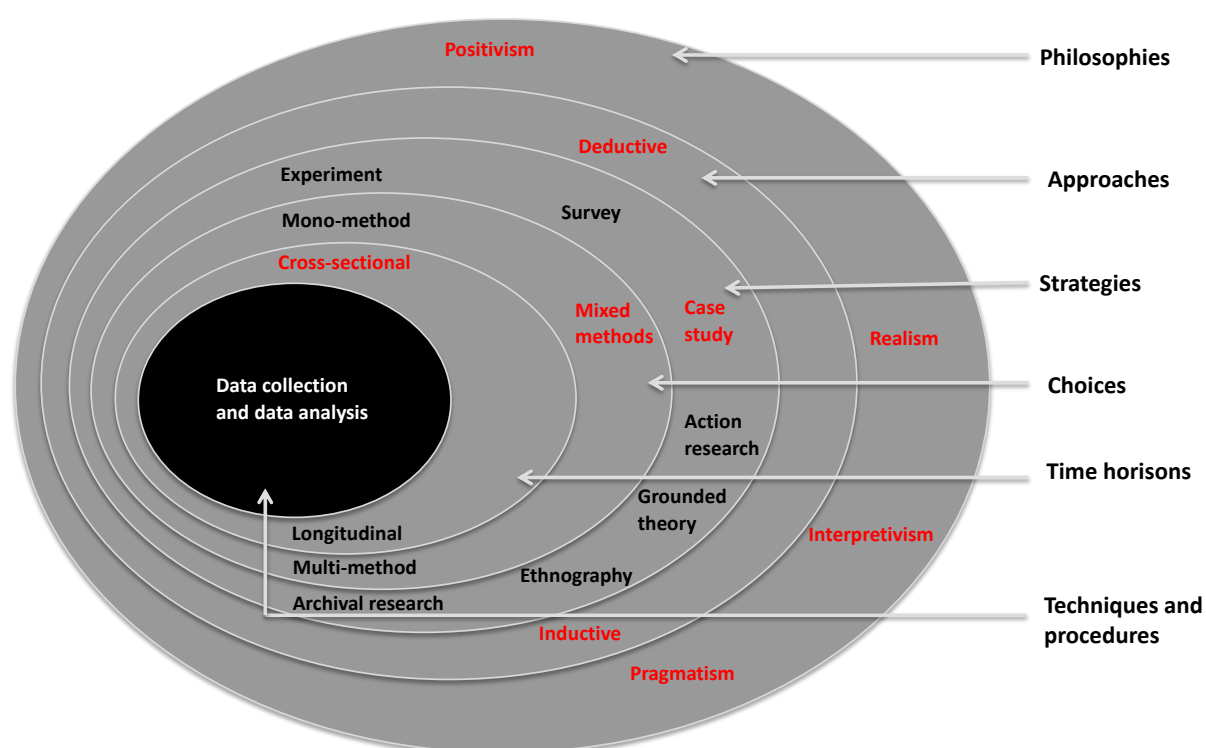 Positivism
Philosophies
Deductive
Approaches
Experiment
Survey
Mono-method
Cross-sectional
Strategies
Mixed
methods
Case
study
Realism
Data collection
and data analysis
Choices
Action
research
Time horisons
Grounded
theory
Longitudinal
Interpretivism
Multi-method
Ethnography
Archival research
Techniques and
procedures
Inductive
Pragmatism